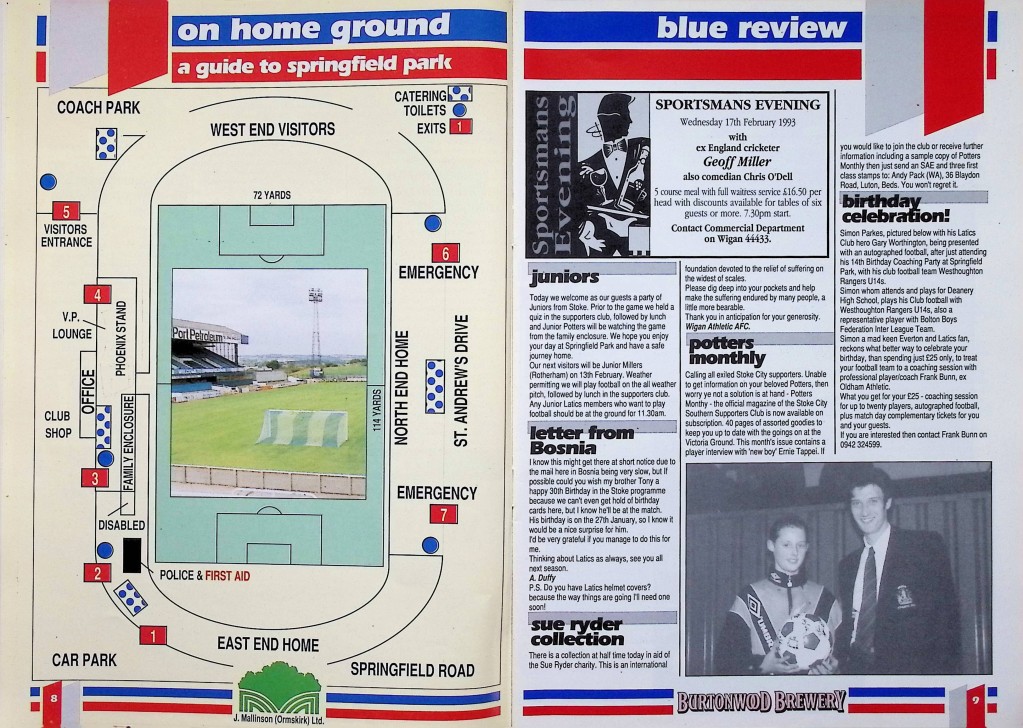 on home ground
a guide to springfield park
COACH PARK
WEST END VISITORS
CATERING
TOILETS
EXITS 1
72 YARDS
5
VISITORS
ENTRANCE
6
EMERGENCY
4
V.P.
LOUNGE
PHOENIX STAND
Port Petroleum
OFFICE
CLUB
SHOP
FAMILY ENCLOSURE
3
DISABLED
114 YARDS
NORTH END HOME
ST. ANDREW'S DRIVE
EMERGENCY
7
2
POLICE & FIRST AID
1
EAST END HOME
CAR PARK
SPRINGFIELD ROAD
8
J. Mallinson (Ormskirk) Ltd.
blue review
Sportsmans
Evening
SPORTSMANS EVENING
Wednesday 17th February 1993
with
ex England cricketer
Geoff Miller
also comedian Chris O'Dell
5 course meal with full waitress service £16.50 per
head with discounts available for tables of six
guests or more. 7.30pm start.
Contact Commercial Department
on Wigan 44433.
juniors
Today we welcome as our guests a party of
Juniors from Stoke. Prior to the game we held a
quiz in the supporters club, followed by lunch
and Junior Potters will be watching the game
from the family enclosure. We hope you enjoy
your day at Springfield Park and have a safe
journey home.
Our next visitors will be Junior Millers
(Rotherham) on 13th February. Weather
permitting we will play football on the all weather
pitch, followed by lunch in the supporters club.
Any Junior Latics members who want to play
football should be at the ground for 11.30am.
letter from
Bosnia
I know this might get there at short notice due to
the mail here in Bosnia being very slow, but If
possible could you wish my brother Tony a
happy 30th Birthday in the Stoke programme
because we can't even get hold of birthday
cards here, but I know he'll be at the match.
His birthday is on the 27th January, so I know it
would be a nice surprise for him.
I'd be very grateful if you manage to do this for
me.
Thinking about Latics as always, see you all
next season.
A. Duffy
P.S. Do you have Latics helmet covers?
because the way things are going I'll need one
soon!
sue ryder
collection
There is a collection at half time today in aid of
the Sue Ryder charity. This is an international
foundation devoted to the relief of suffering on
the widest of scales.
Please dig deep into your pockets and help
make the suffering endured by many people, a
little more bearable.
Thank you in anticipation for your generosity.
Wigan Athletic AFC.
potters
monthly
Calling all exiled Stoke City supporters. Unable
to get information on your beloved Potters, then
worry ye not a solution is at hand - Potters
Monthy - the official magazine of the Stoke City
Southern Supporters Club is now available on
subscription. 40 pages of assorted goodies to
keep you up to date with the goings on at the
Victoria Ground. This month's issue contains a
player interview with 'new boy' Ernie Tappei. If
you would like to join the club or receive further
information including a sample copy of Potters
Monthly then just send an SAE and three first
class stamps to: Andy Pack (WA), 36 Blaydon
Road, Luton, Beds. You won't regret it.
birthday
celebration!
Simon Parkes, pictured below with his Latics
Club hero Gary Worthington, being presented
with an autographed football, after just attending
his 14th Birthday Coaching Party at Springfield
Park, with his club football team Westhoughton
Rangers U14s.
Simon whom attends and plays for Deanery
High School, plays his Club football with
Westhoughton Rangers U14s, also a
representative player with Bolton Boys
Federation Inter League Team.
Simon a mad keen Everton and Latics fan,
reckons what better way to celebrate your
birthday, than spending just £25 only, to treat
your football team to a coaching session with
professional player/coach Frank Bunn, ex
Oldham Athletic.
What you get for your £25 - coaching session
for up to twenty players, autographed football,
plus match day complementary tickets for you
and your guests.
If you are interested then contact Frank Bunn on
0942 324599.
UMBRO
BURTONWOOD BREWERY
9